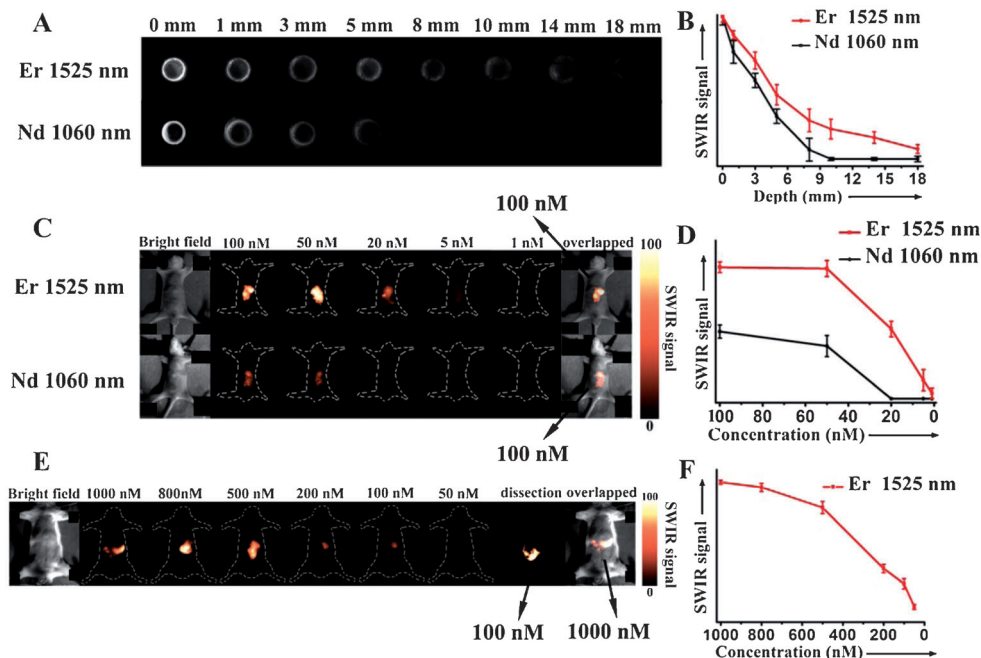 A
0 mm 1 mm 3 mm 5 mm 8 mm 10 mm 14 mm 18 mm
Er 1525 nm
Nd 1060 nm
B
Er 1525 nm
Nd 1060 nm
SWIR signal
0 3 6 9 12 15 18
Depth (mm)
100 nM
C
Bright field 100 nM 50 nM 20 nM 5 nM 1 nM overlapped
Er 1525 nm
Nd 1060 nm
100
SWIR signal
0
100 nM
D
Er 1525 nm
Nd 1060 nm
SWIR signal
100 80 60 40 20 0
Concentration (nM)
E
Bright field 1000 nM 800nM 500 nM 200 nM 100 nM 50 nM dissection overlapped
100
SWIR signal
0
100 nM 1000 nM
F
Er 1525 nm
SWIR signal
1000 800 600 400 200 0
Concentration (nM)